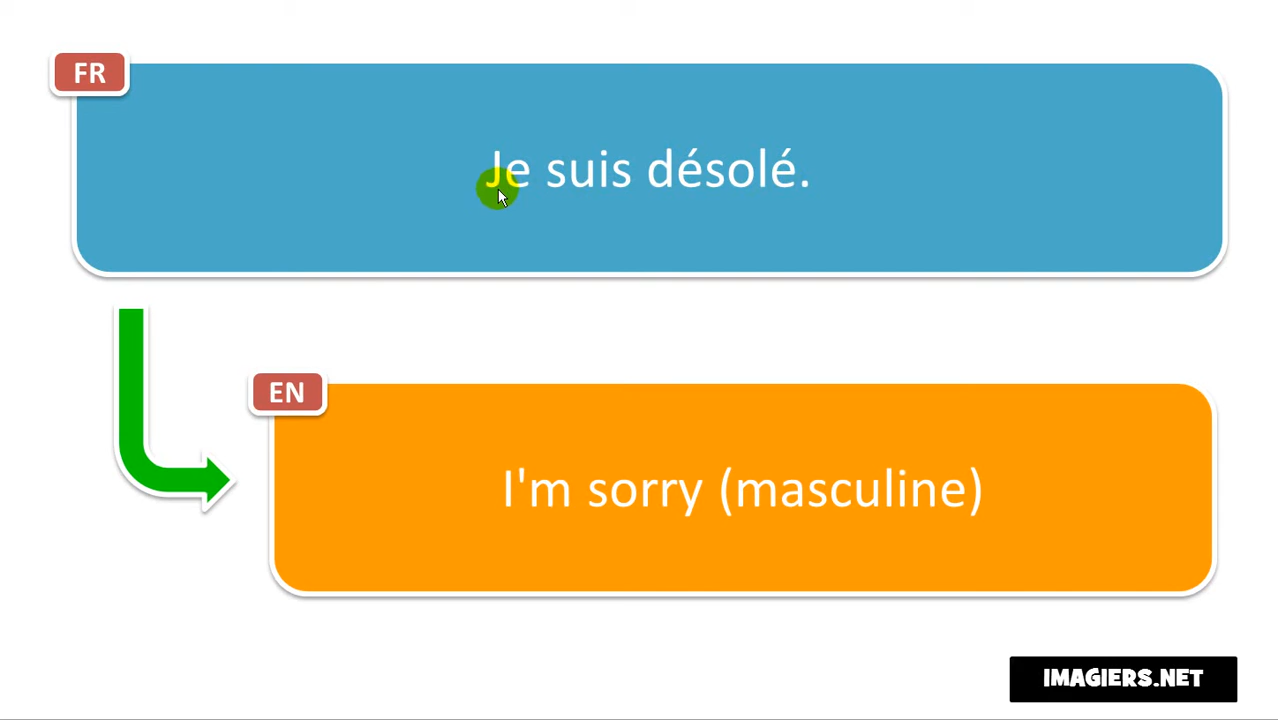 FR
Je suis désolé.
EN
I'm sorry (masculine)
IMAGIERS.NET